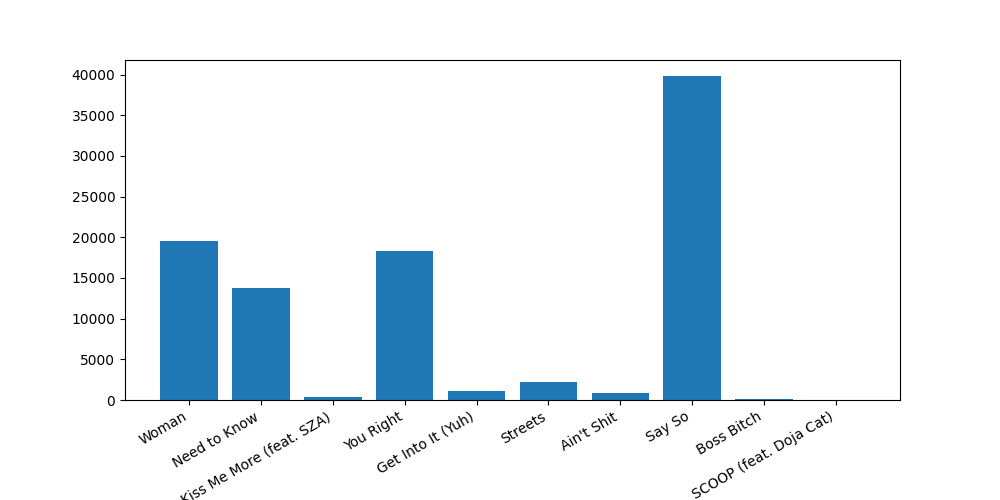 40000
35000
30000
25000
20000
15000
10000
5000
0
Woman
Need to Know
Kiss Me More (feat. SZA)
You Right
Get Into It (Yuh)
Streets
Ain't Shit
Say So
Boss Bitch
SCOOP (feat. Doja Cat)